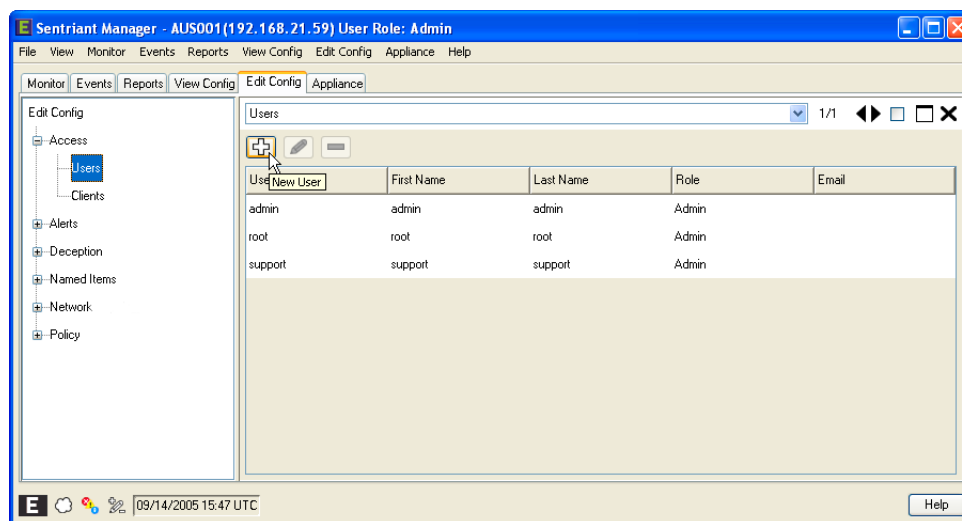 E Sentriant Manager - AUS001(192.168.21.59) User Role: Admin
File View Monitor Events Reports View Config Edit Config Appliance Help
Monitor Events Reports View Config Edit Config Appliance
Edit Config
Access
Users
Clients
Alerts
Deception
Named Items
Network
Policy
Users 1/1
New User
First Name Last Name Role Email
admin admin admin Admin
root root root Admin
support support support Admin
E 09/14/2005 15:47 UTC Help